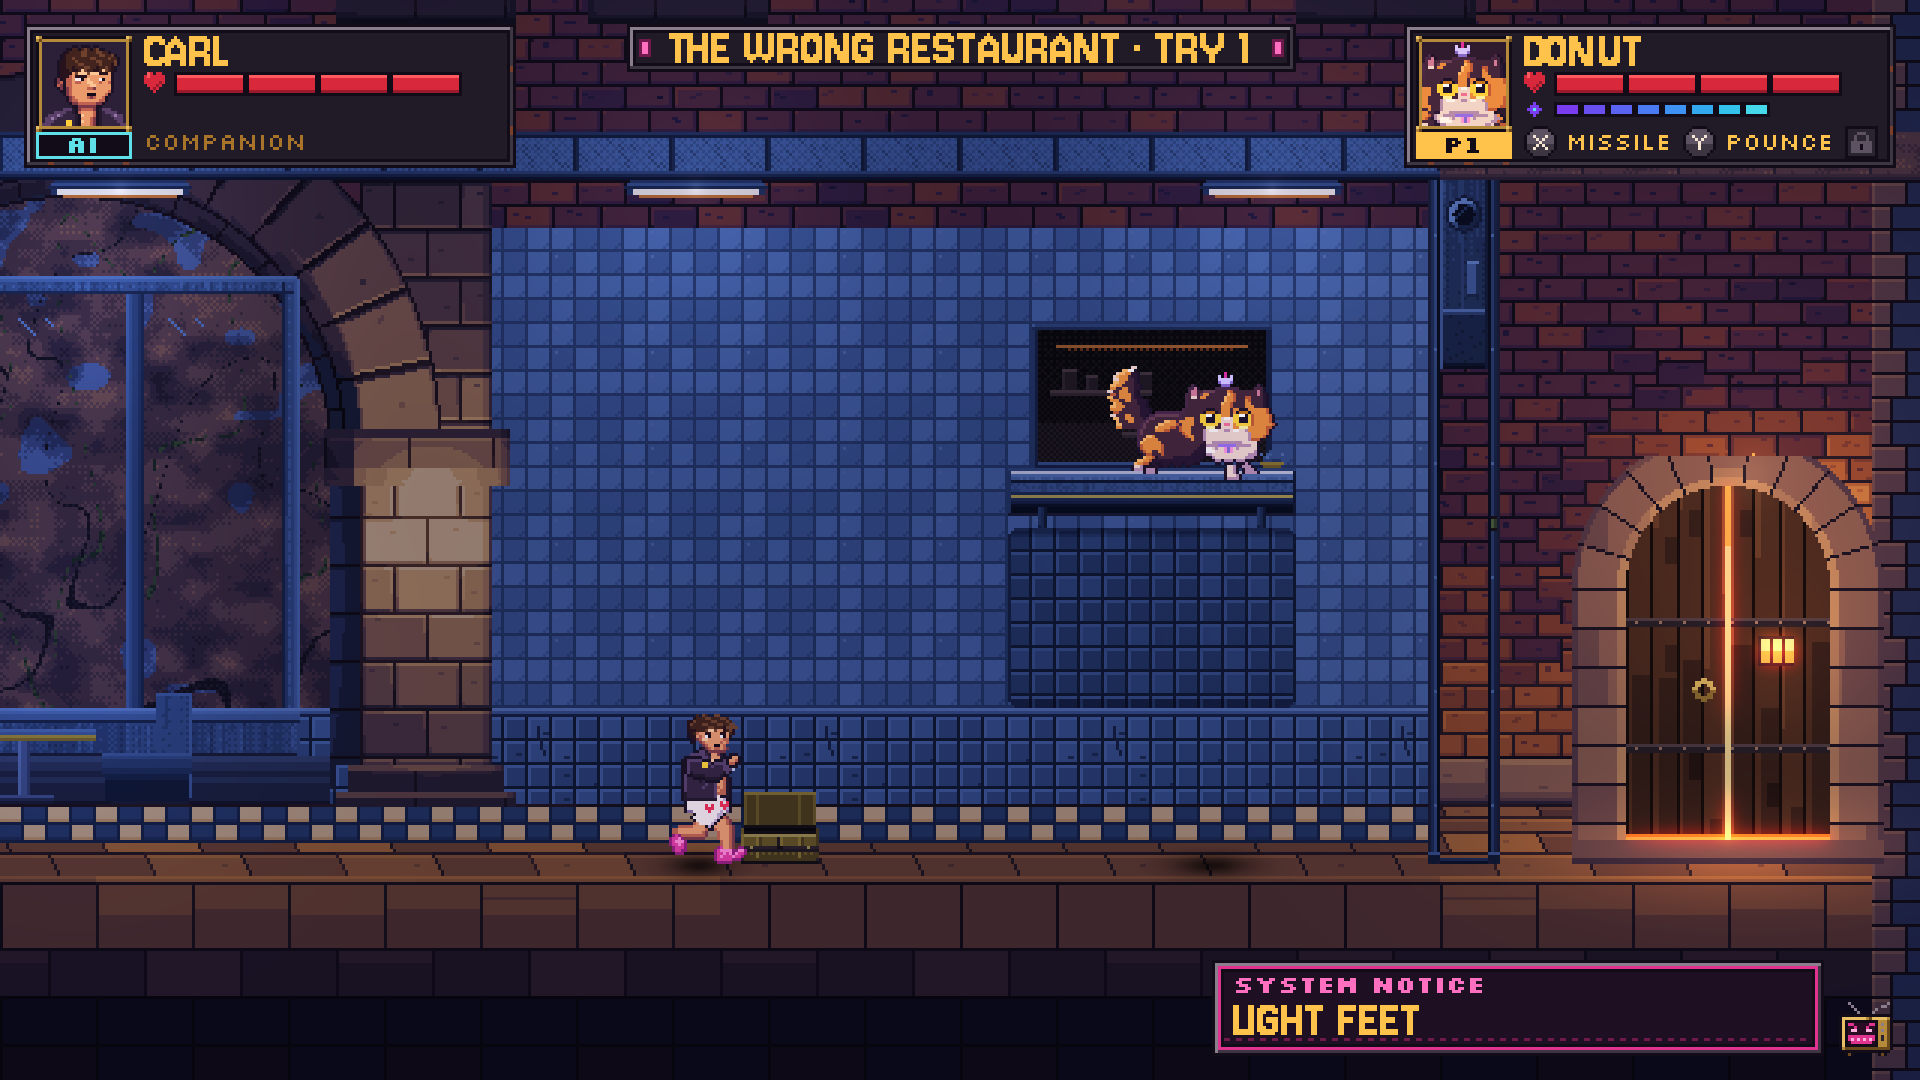 CARL
AI
COMPANION
THE WRONG RESTAURANT · TRY 1
DONUT
P1
X MISSILE Y POUNCE
SYSTEM NOTICE
LIGHT FEET